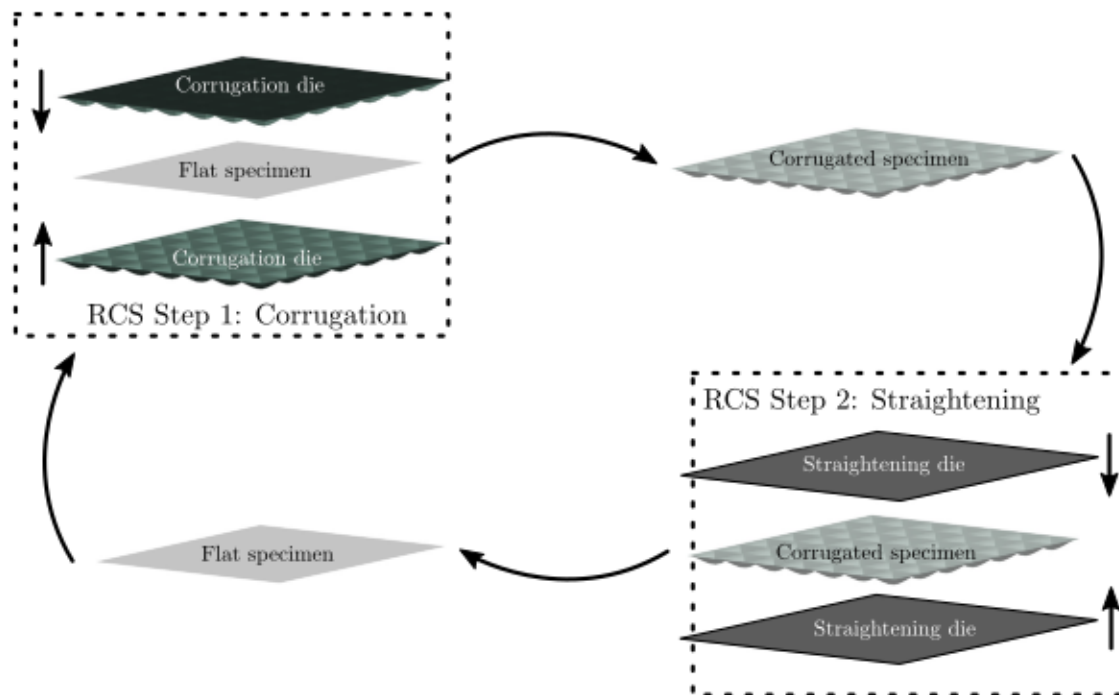 Corrugation die
Flat specimen
Corrugation die
RCS Step 1: Corrugation
Corrugated specimen
RCS Step 2: Straightening
Straightening die
Corrugated specimen
Straightening die
Flat specimen